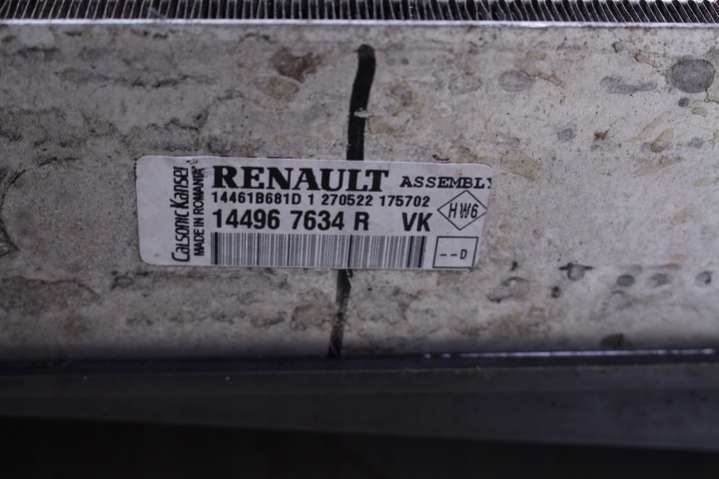 Calsonic Kansei
MADE IN ROMANIA
RENAULT ASSEMBLY
14461B681D 1 270522 175702
14496 7634 R VK
HW6
--D